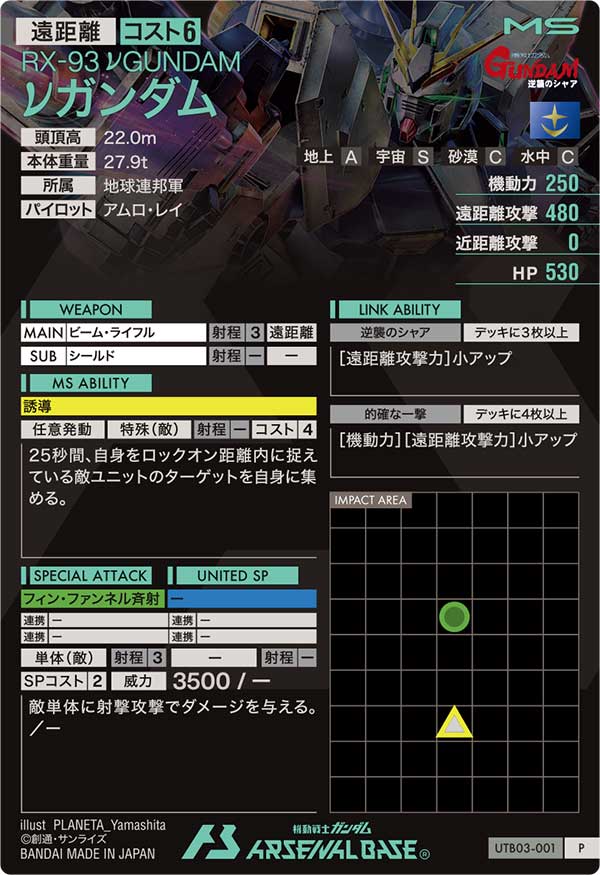 遠距離 コスト6
MS
RX-93 νGUNDAM
νガンダム
機動戦士ガンダム
GUNDAM
逆襲のシャア
頭頂高 22.0m
本体重量 27.9t
所属 地球連邦軍
パイロット アムロ・レイ
地上 A 宇宙 S 砂漠 C 水中 C
機動力 250
遠距離攻撃 480
近距離攻撃 0
HP 530
WEAPON
MAIN ビーム・ライフル 射程 3 遠距離
SUB シールド 射程 ー ー
MS ABILITY
誘導
任意発動 特殊(敵) 射程 ー コスト 4
25秒間、自身をロックオン距離内に捉え
ている敵ユニットのターゲットを自身に集
める。
LINK ABILITY
逆襲のシャア デッキに3枚以上
[遠距離攻撃力]小アップ
的確な一撃 デッキに4枚以上
[機動力][遠距離攻撃力]小アップ
IMPACT AREA
SPECIAL ATTACK UNITED SP
フィン・ファンネル斉射 ー
連携 ー 連携 ー
連携 ー 連携 ー
単体(敵) 射程 3 ー 射程 ー
SPコスト 2 威力 3500 / ー
敵単体に射撃攻撃でダメージを与える。
/ー
illust PLANETA_Yamashita
©創通・サンライズ
BANDAI MADE IN JAPAN
機動戦士ガンダム
ARSENAL BASE®
UTB03-001 P